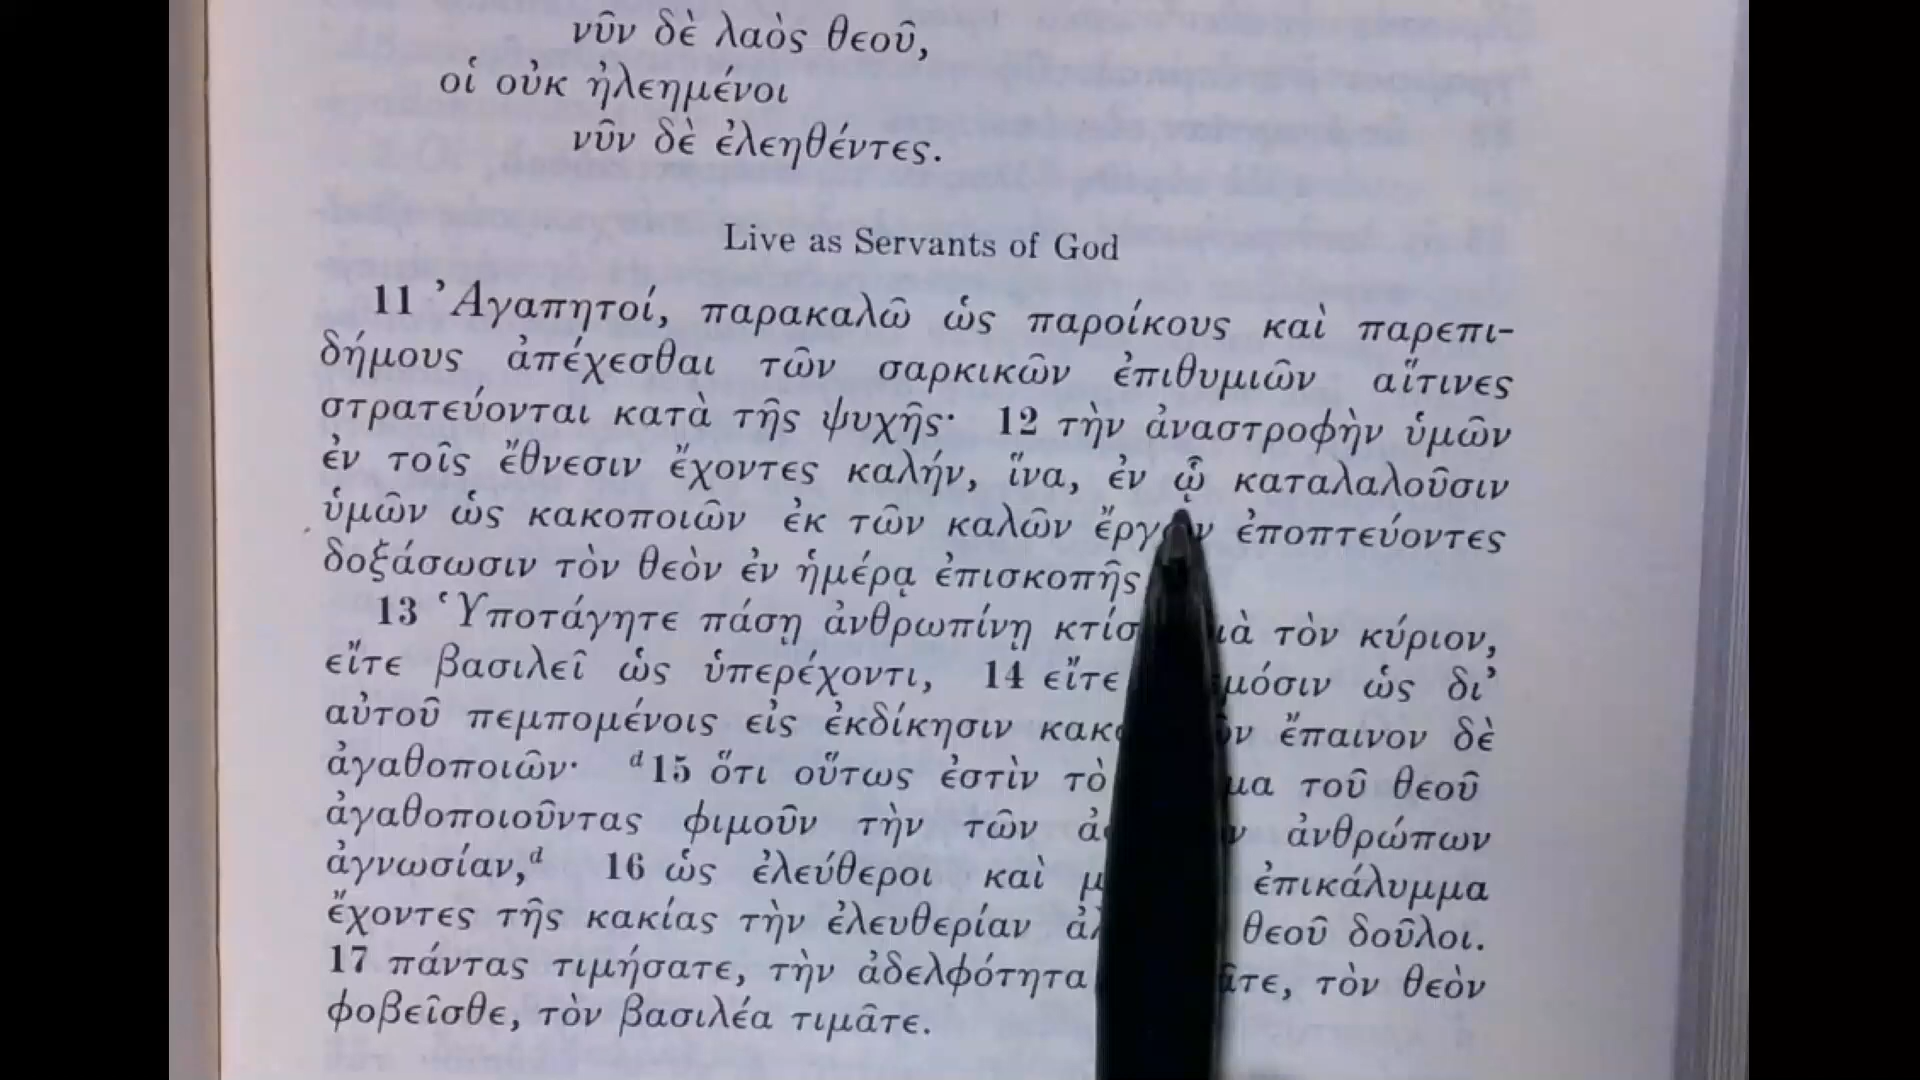 νῦν δὲ λαὸς θεοῦ,
οἱ οὐκ ἠλεημένοι
νῦν δὲ ἐλεηθέντες.
Live as Servants of God
11 Ἀγαπητοί, παρακαλῶ ὡς παροίκους καὶ παρεπι-
δήμους ἀπέχεσθαι τῶν σαρκικῶν ἐπιθυμιῶν αἵτινες
στρατεύονται κατὰ τῆς ψυχῆς· 12 τὴν ἀναστροφὴν ὑμῶν
ἐν τοῖς ἔθνεσιν ἔχοντες καλήν, ἵνα, ἐν ᾧ καταλαλοῦσιν
ὑμῶν ὡς κακοποιῶν ἐκ τῶν καλῶν ἔργων ἐποπτεύοντες
δοξάσωσιν τὸν θεὸν ἐν ἡμέρᾳ ἐπισκοπῆς
13 Ὑποτάγητε πάσῃ ἀνθρωπίνῃ τὸν κύριον,
εἴτε βασιλεῖ ὡς ὑπερέχοντι, 14 εἴτε ὡς δι’
αὐτοῦ πεμπομένοις εἰς ἐκδίκησιν ἔπαινον δὲ
ἀγαθοποιῶν· ᵈ15 ὅτι οὕτως ἐστὶν τὸ τοῦ θεοῦ
ἀγαθοποιοῦντας φιμοῦν τὴν τῶν ἀνθρώπων
ἀγνωσίαν,ᵈ 16 ὡς ἐλεύθεροι καὶ ἐπικάλυμμα
ἔχοντες τῆς κακίας τὴν ἐλευθερίαν θεοῦ δοῦλοι.
17 πάντας τιμήσατε, τὴν ἀδελφότητα τὸν θεὸν
φοβεῖσθε, τὸν βασιλέα τιμᾶτε.